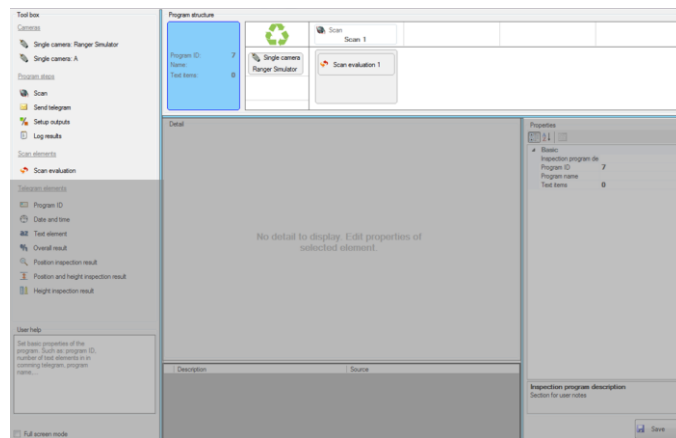 Tool box
Cameras
Single camera: Ranger Simulator
Single camera: A
Program steps
Scan
Send telegram
Setup outputs
Log results
Scan elements
Scan evaluation
Telegram elements
Program ID
Date and time
Text element
Overall result
Position inspection result
Position and height inspection result
Height inspection result
User help
Set basic properties of the
program. Such as: program ID,
number of text elements in in
comming telegram, program
name,...
Full screen mode
Program structure
Program ID: 7
Name:
Text items: 0
Single camera
Ranger Simulator
Scan
Scan 1
Scan evaluation 1
Detail
No detail to display. Edit properties of
selected element.
Description Source
Properties
Basic
Inspection program de
Program ID 7
Program name
Text items 0
Inspection program description
Section for user notes
Save